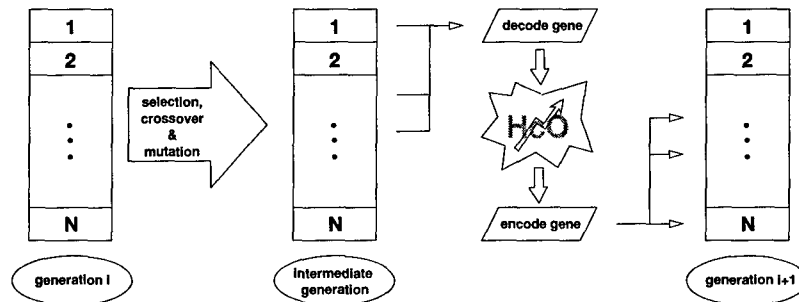 1
2
N
generation i
selection,
crossover
&
mutation
1
2
N
intermediate
generation
decode gene
HcO
encode gene
1
2
N
generation i+1